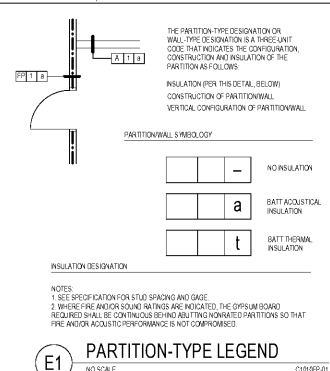 THE PARTITION-TYPE DESIGNATION OR
WALL-TYPE DESIGNATION IS A THREE-UNIT
CODE THAT INDICATES THE CONFIGURATION,
CONSTRUCTION AND INSULATION OF THE
PARTITION AS FOLLOWS:
A 1 a
FP 1 a
INSULATION (PER THIS DETAIL, BELOW)
CONSTRUCTION OF PARTITION/WALL
VERTICAL CONFIGURATION OF PARTITION/WALL
PARTITION/WALL SYMBOLOGY
– NO INSULATION
a BATT ACOUSTICAL
INSULATION
t BATT THERMAL
INSULATION
INSULATION DESIGNATION
NOTES:
1. SEE SPECIFICATION FOR STUD SPACING AND GAGE.
2. WHERE FIRE AND/OR SOUND RATINGS ARE INDICATED, THE GYPSUM BOARD
REQUIRED SHALL BE CONTINUOUS BEHIND ABUTTING NONRATED PARTITIONS SO THAT
FIRE AND/OR ACOUSTIC PERFORMANCE IS NOT COMPROMISED.
E1 PARTITION-TYPE LEGEND
NO SCALE C1010FP-01